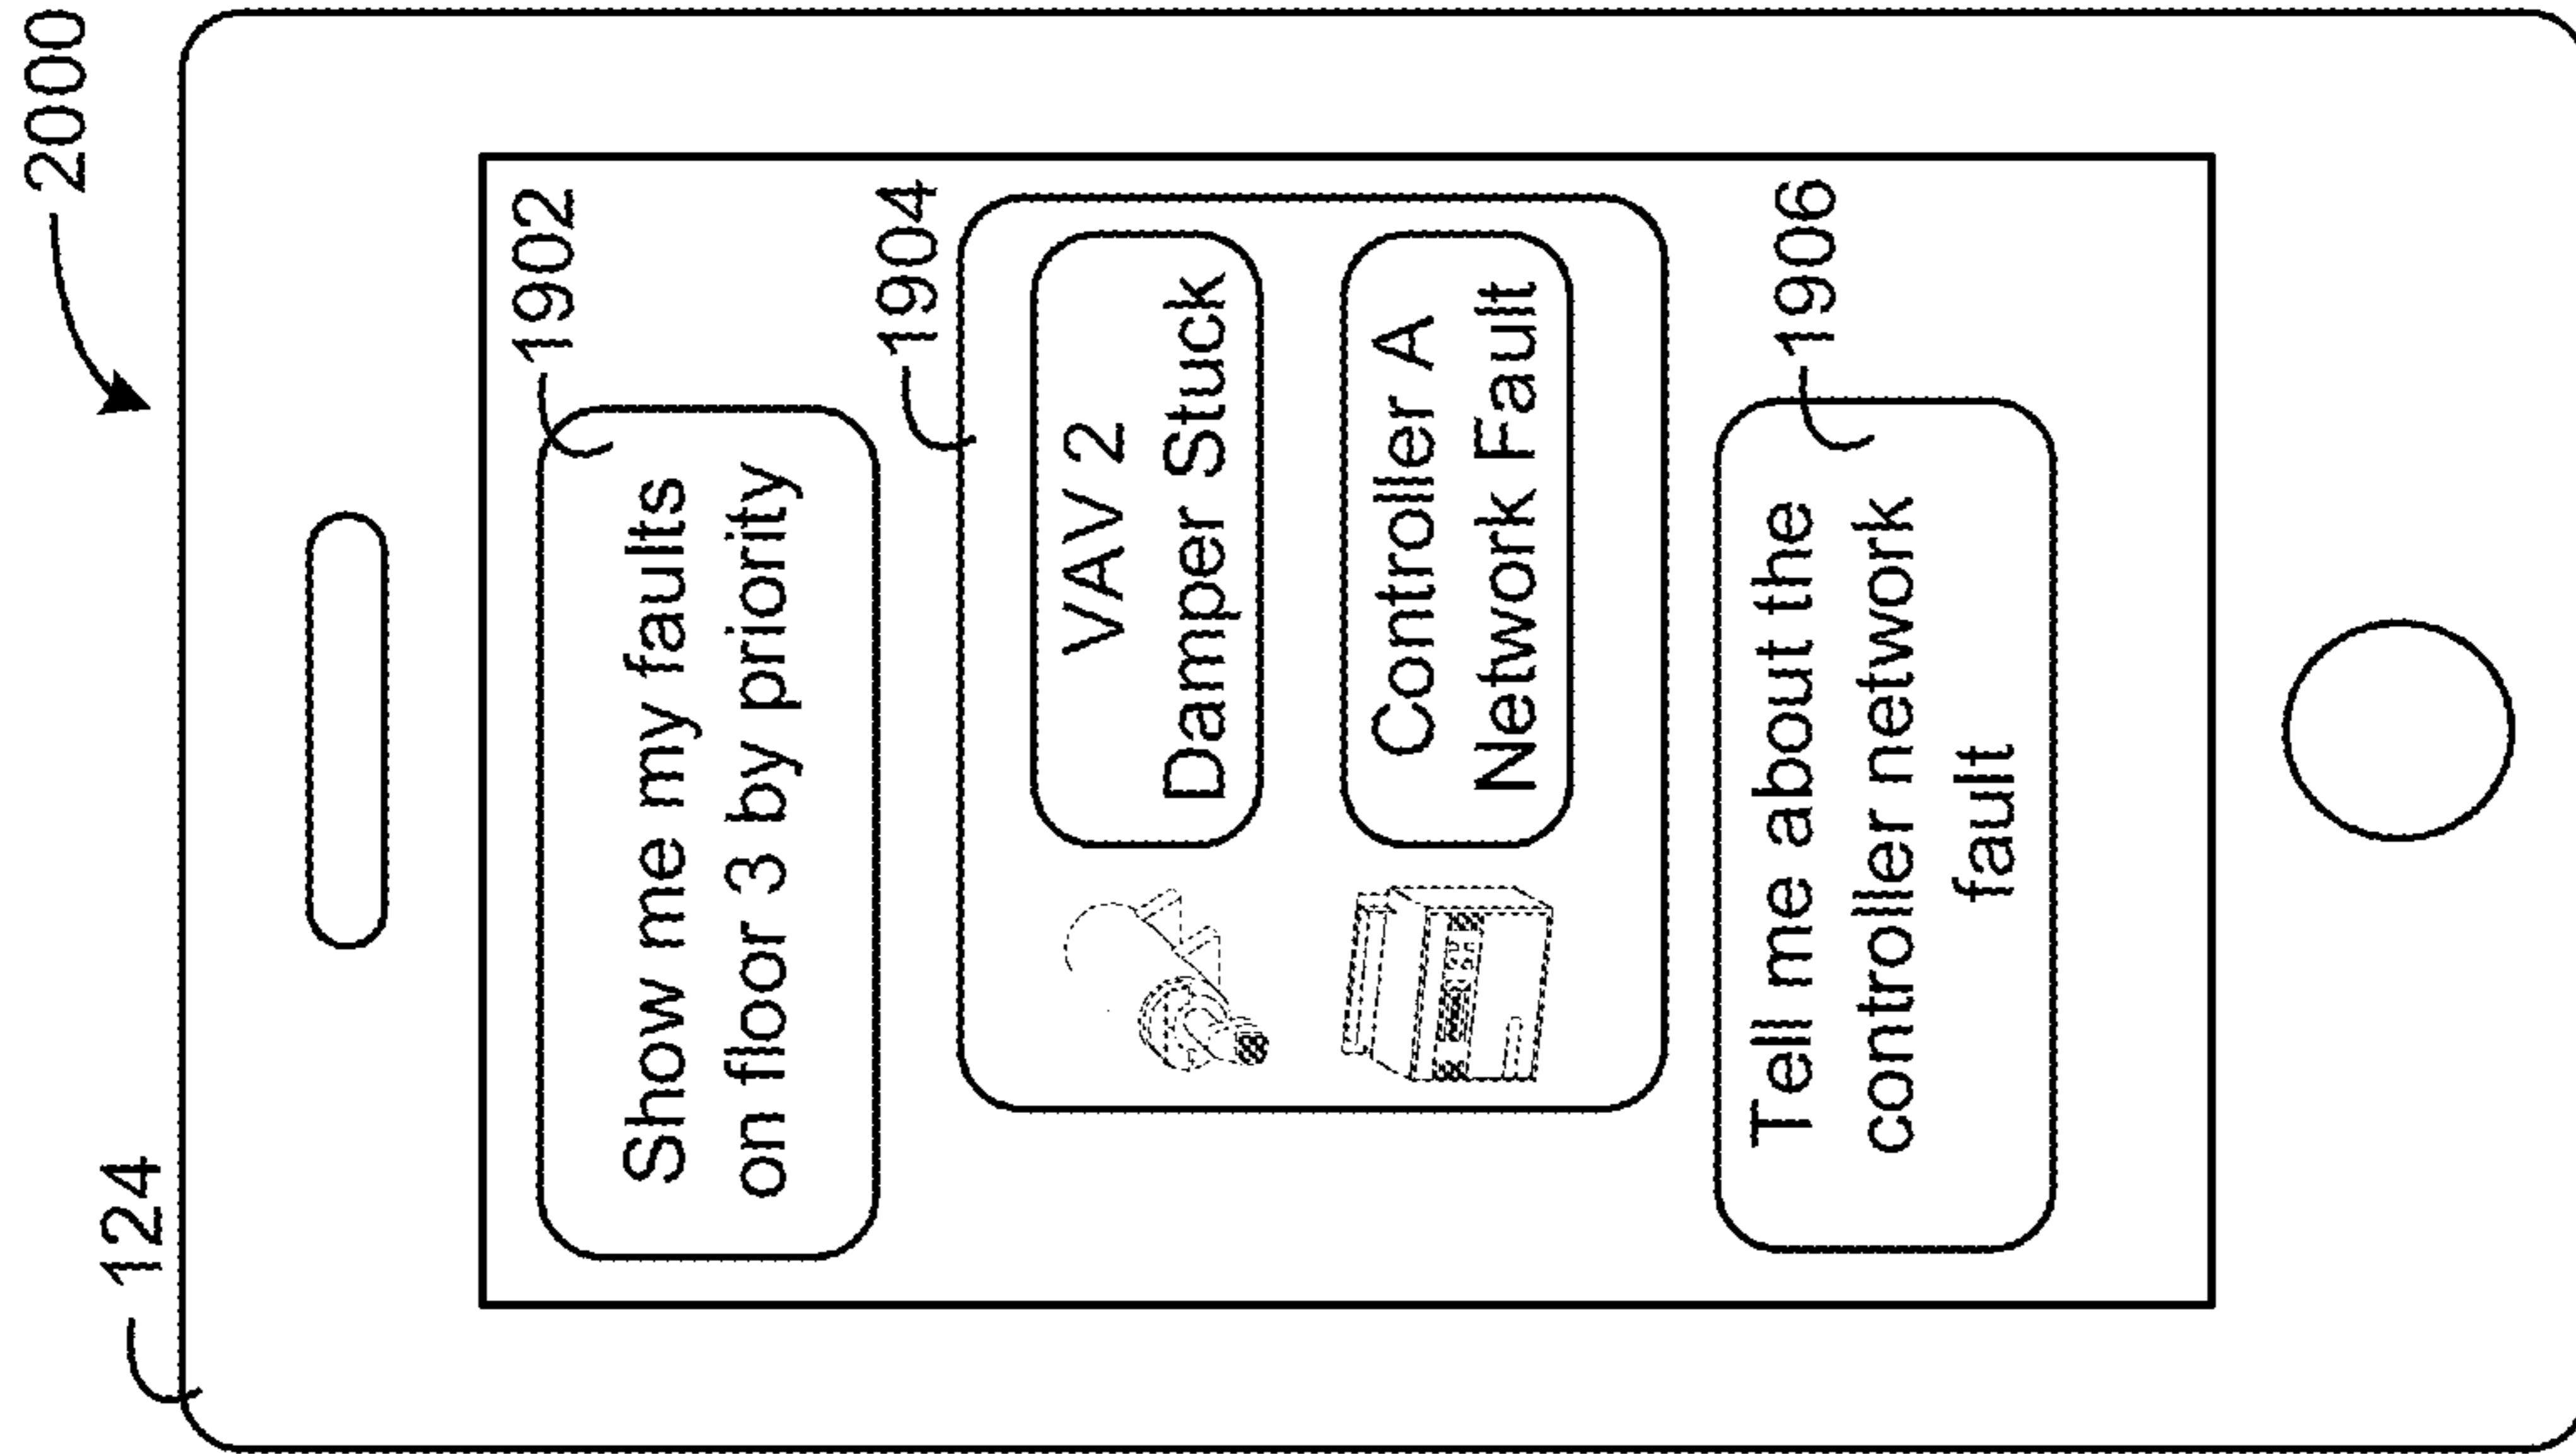 2000
124
1902
Show me my faults
on floor 3 by priority
1904
VAV 2
Damper Stuck
Controller A
Network Fault
1906
Tell me about the
controller network
fault